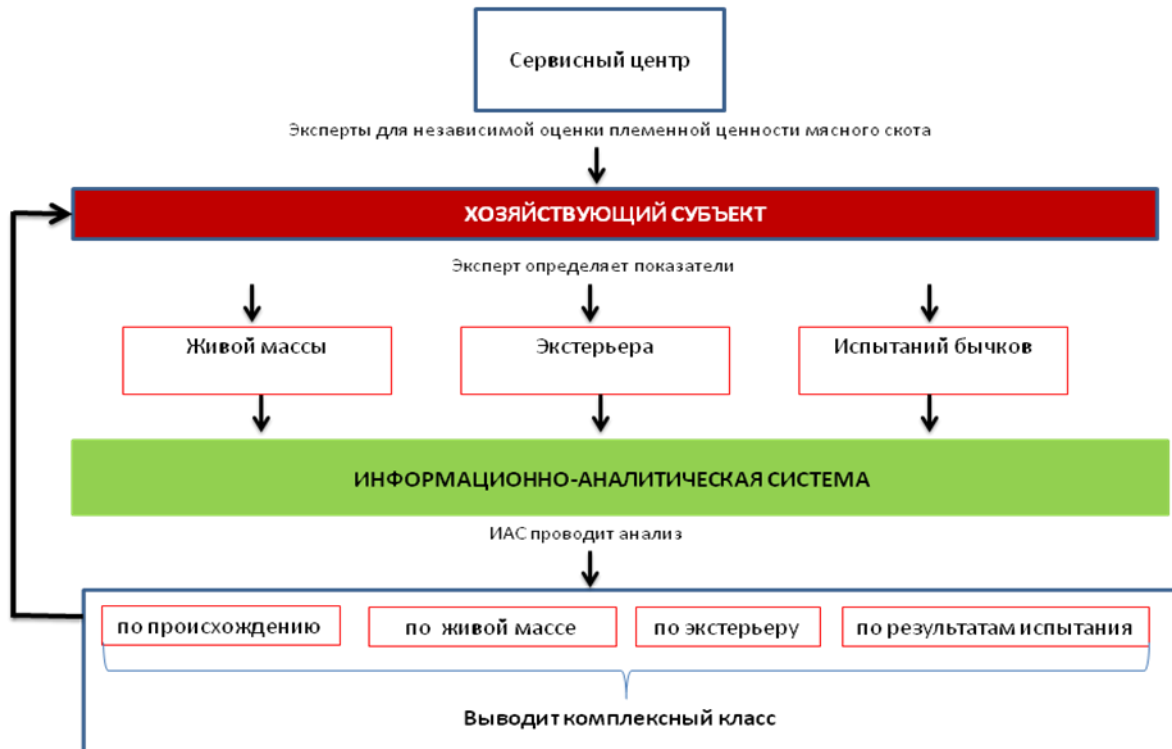 Сервисный центр
Эксперты для независимой оценки племенной ценности мясного скота
ХОЗЯЙСТВУЮЩИЙ СУБЪЕКТ
Эксперт определяет показатели
Живой массы
Экстерьера
Испытаний бычков
ИНФОРМАЦИОННО-АНАЛИТИЧЕСКАЯ СИСТЕМА
ИАС проводит анализ
по происхождению
по живой массе
по экстерьеру
по результатам испытания
Выводит комплексный класс